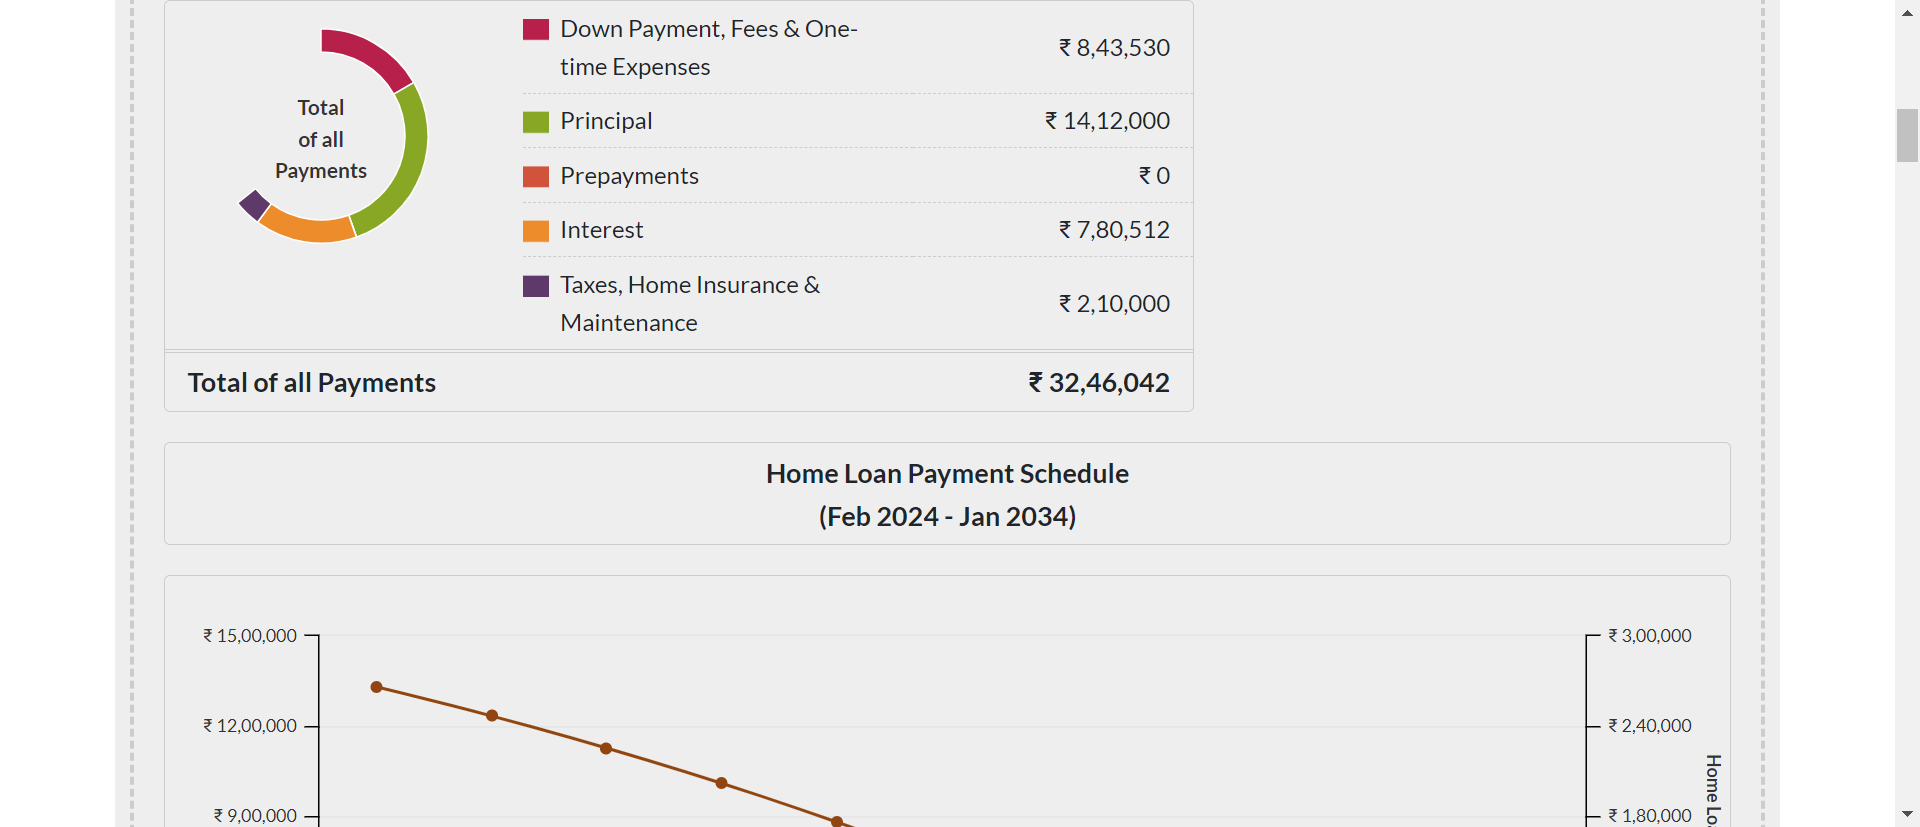 Total
of all
Payments
Down Payment, Fees & One-
time Expenses
₹ 8,43,530
Principal
₹ 14,12,000
Prepayments
₹ 0
Interest
₹ 7,80,512
Taxes, Home Insurance &
Maintenance
₹ 2,10,000
Total of all Payments
₹ 32,46,042
Home Loan Payment Schedule
(Feb 2024 - Jan 2034)
₹ 15,00,000
₹ 12,00,000
₹ 9,00,000
₹ 3,00,000
₹ 2,40,000
₹ 1,80,000
Home